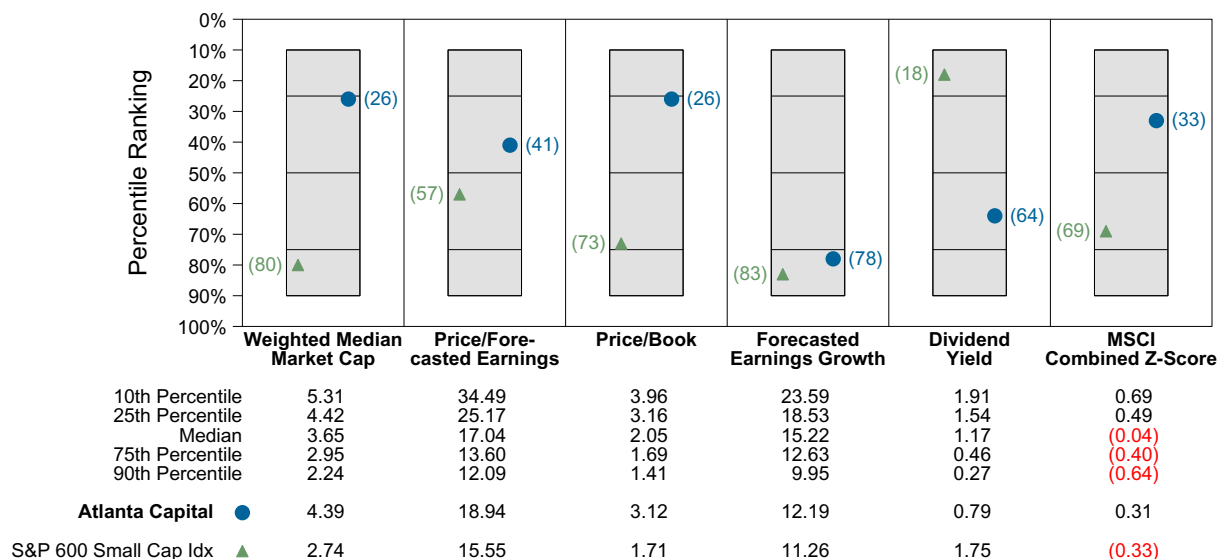 Percentile Ranking
0%
10%
20%
30%
40%
50%
60%
70%
80%
90%
100%
(80)
(26)
(57)
(41)
(73)
(26)
(83)
(78)
(18)
(64)
(69)
(33)
Weighted Median Market Cap
Price/Fore-casted Earnings
Price/Book
Forecasted Earnings Growth
Dividend Yield
MSCI Combined Z-Score
10th Percentile 5.31 34.49 3.96 23.59 1.91 0.69
25th Percentile 4.42 25.17 3.16 18.53 1.54 0.49
Median 3.65 17.04 2.05 15.22 1.17 (0.04)
75th Percentile 2.95 13.60 1.69 12.63 0.46 (0.40)
90th Percentile 2.24 12.09 1.41 9.95 0.27 (0.64)
Atlanta Capital 4.39 18.94 3.12 12.19 0.79 0.31
S&P 600 Small Cap Idx 2.74 15.55 1.71 11.26 1.75 (0.33)